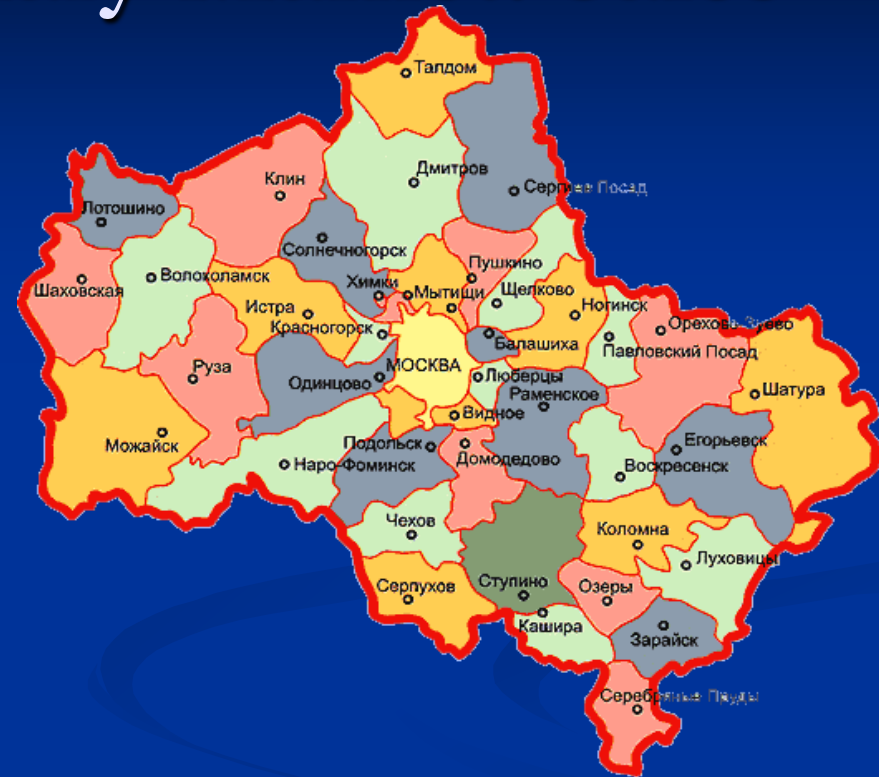 Талдом
Дмитров
Сергиев Посад
Клин
Лотошино
Солнечногорск
Пушкино
Волоколамск
Химки
Шаховская
Мытищи
Щелково
Истра
Ногинск
Красногорск
Орехово-Зуево
Балашиха
Павловский Посад
Руза
МОСКВА
Люберцы
Одинцово
Раменское
Шатура
Видное
Можайск
Подольск
Егорьевск
Домодедово
Наро-Фоминск
Воскресенск
Чехов
Коломна
Луховицы
Серпухов
Ступино
Озеры
Кашира
Зарайск
Серебряные Пруды